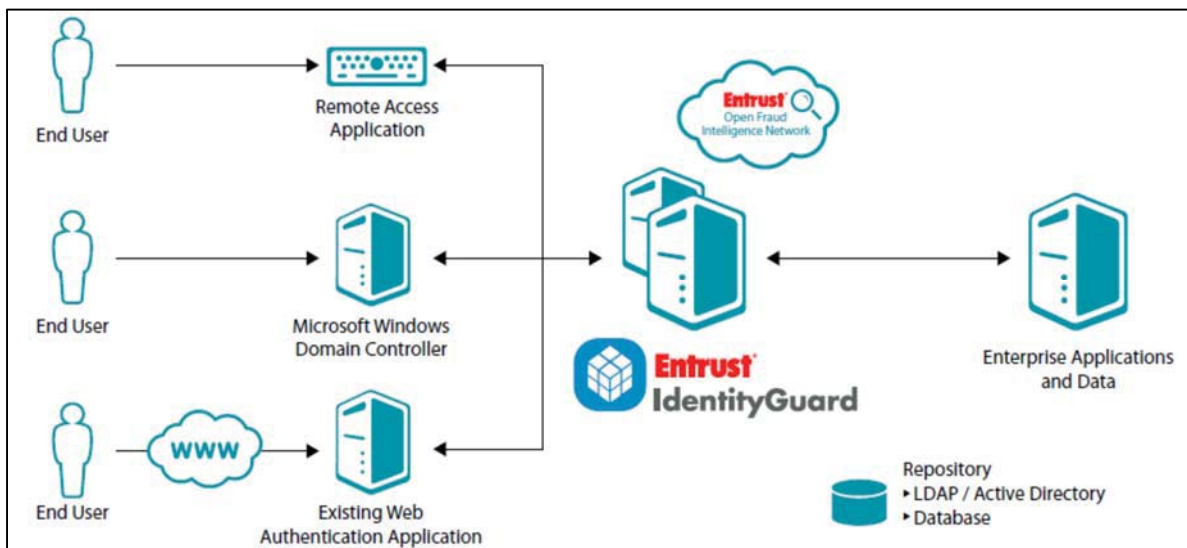 End User
Remote Access
Application
Entrust®
Open Fraud
Intelligence Network
End User
Microsoft Windows
Domain Controller
Entrust®
IdentityGuard
Enterprise Applications
and Data
End User
WWW
Existing Web
Authentication Application
Repository
▸ LDAP / Active Directory
▸ Database